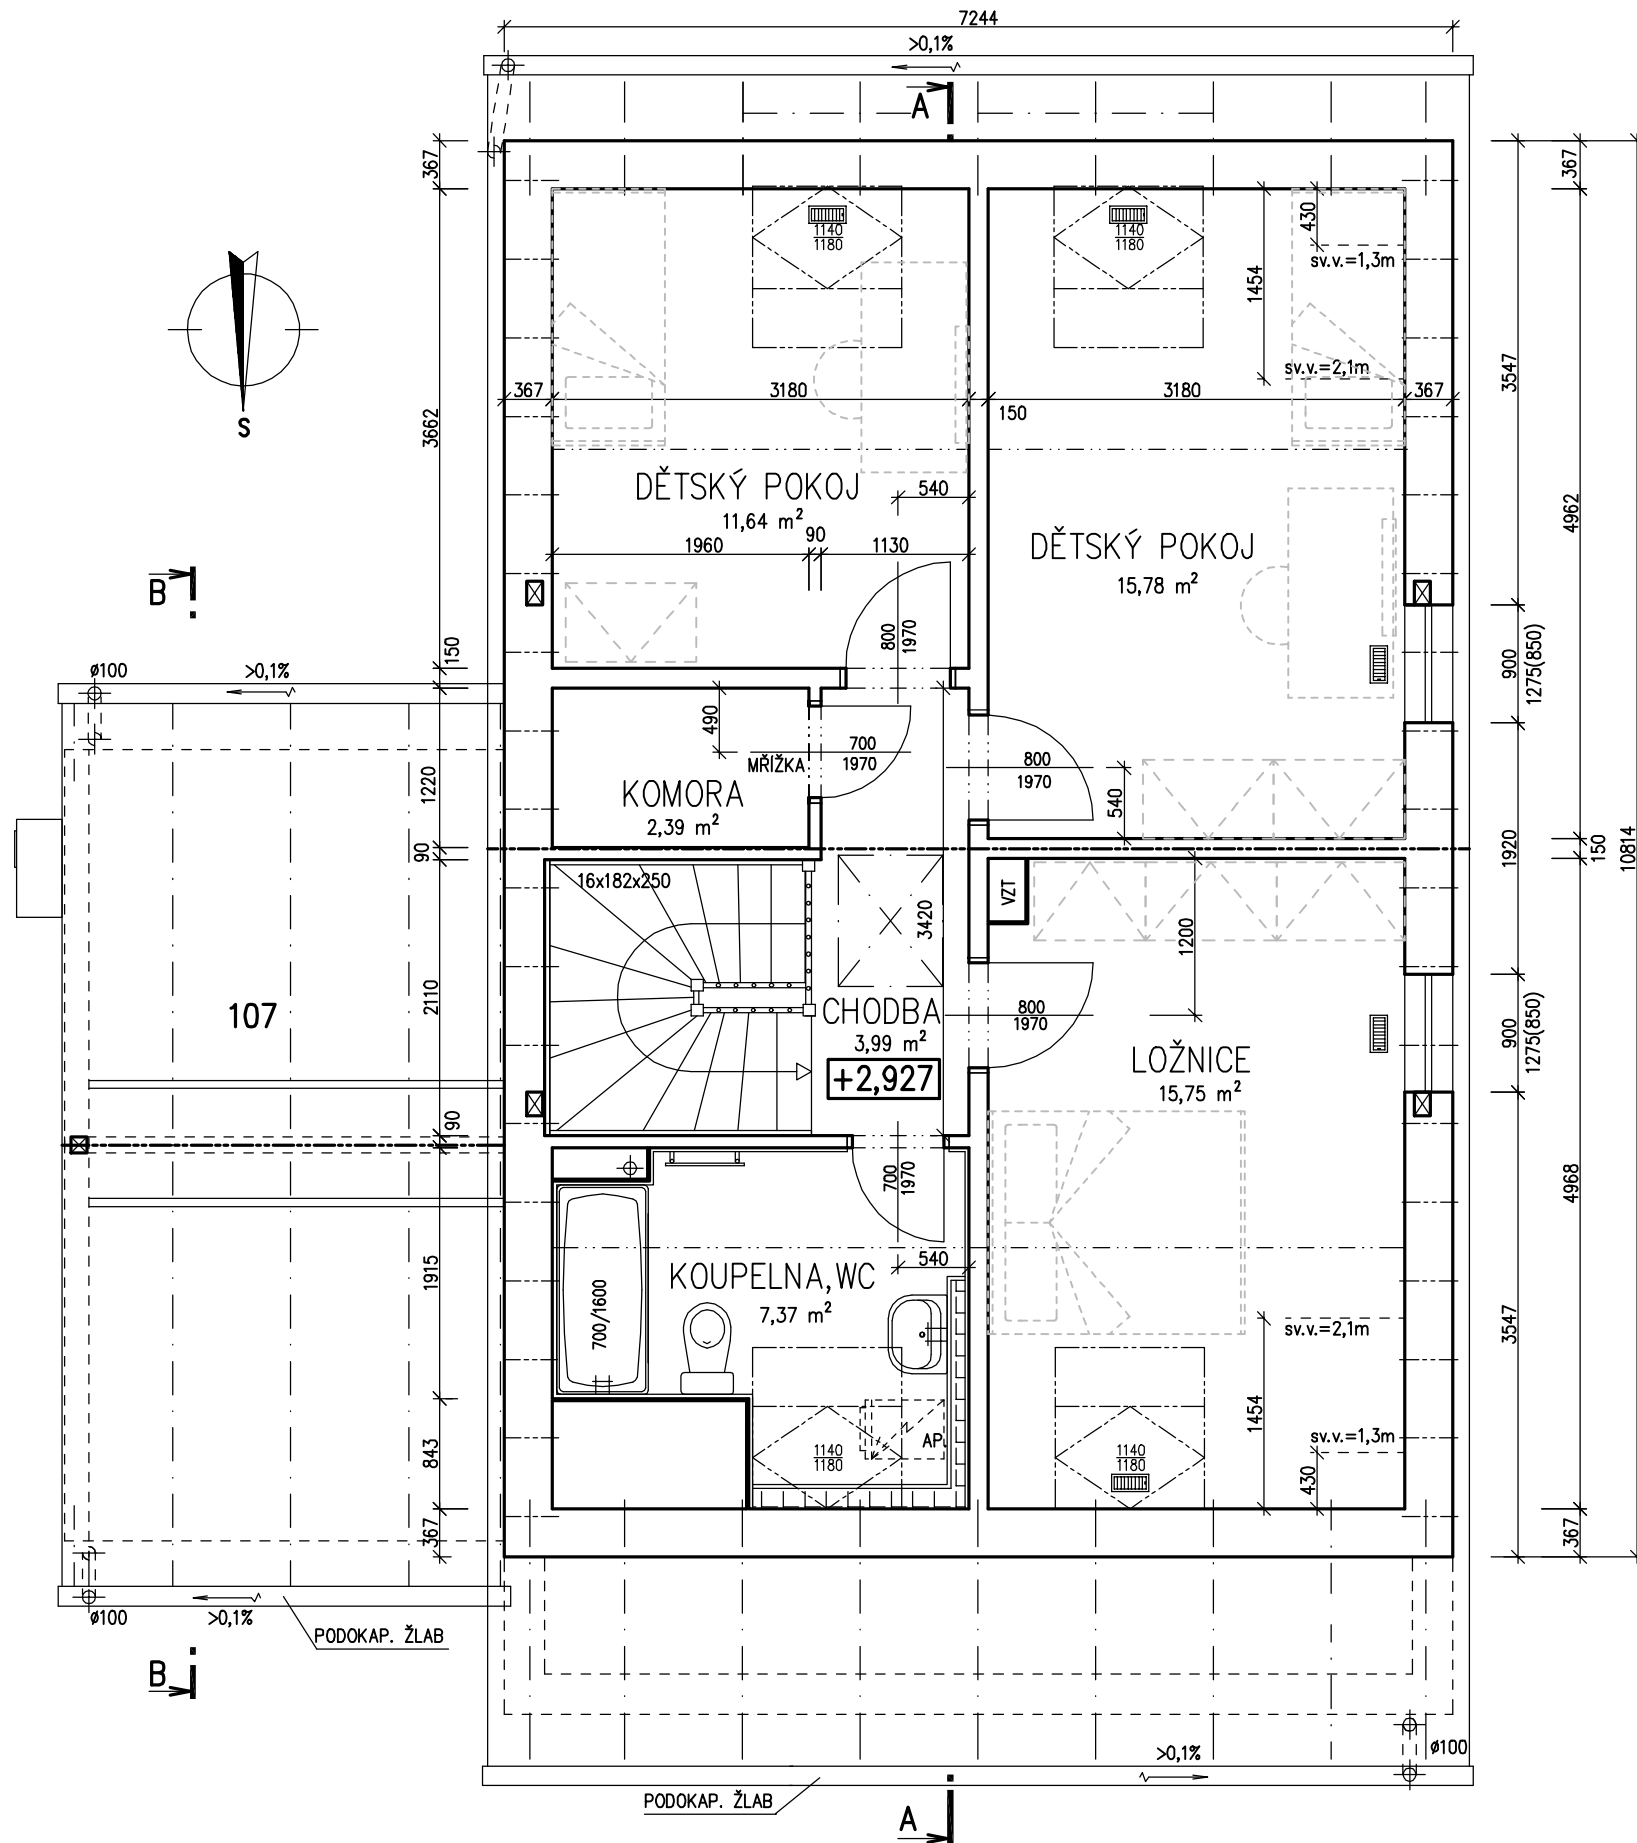 7244
>0,1%
A
367
367
1140
1180
1140
1180
430
sv.v.=1,3m
1454
3547
S
sv.v.=2,1m
367
3180
3180
367
150
3662
DĚTSKÝ POKOJ
11,64 m²
540
4962
1960
90
1130
DĚTSKÝ POKOJ
15,78 m²
B
800
1970
900
1275(850)
150
ø100
>0,1%
490
700
1970
MŘÍŽKA
800
1970
KOMORA
2,39 m²
540
1220
90
1920
150
10814
16x182x250
VZT
3420
1200
107
2110
CHODBA
3,99 m²
800
1970
900
1275(850)
+2,927
LOŽNICE
15,75 m²
90
700
1970
4968
1915
KOUPELNA,WC
7,37 m²
540
700/1600
sv.v.=2,1m
3547
1454
843
1140
1180
AP.
1140
1180
sv.v.=1,3m
430
367
367
ø100
>0,1%
PODOKAP. ŽLAB
B
ø100
>0,1%
PODOKAP. ŽLAB
A